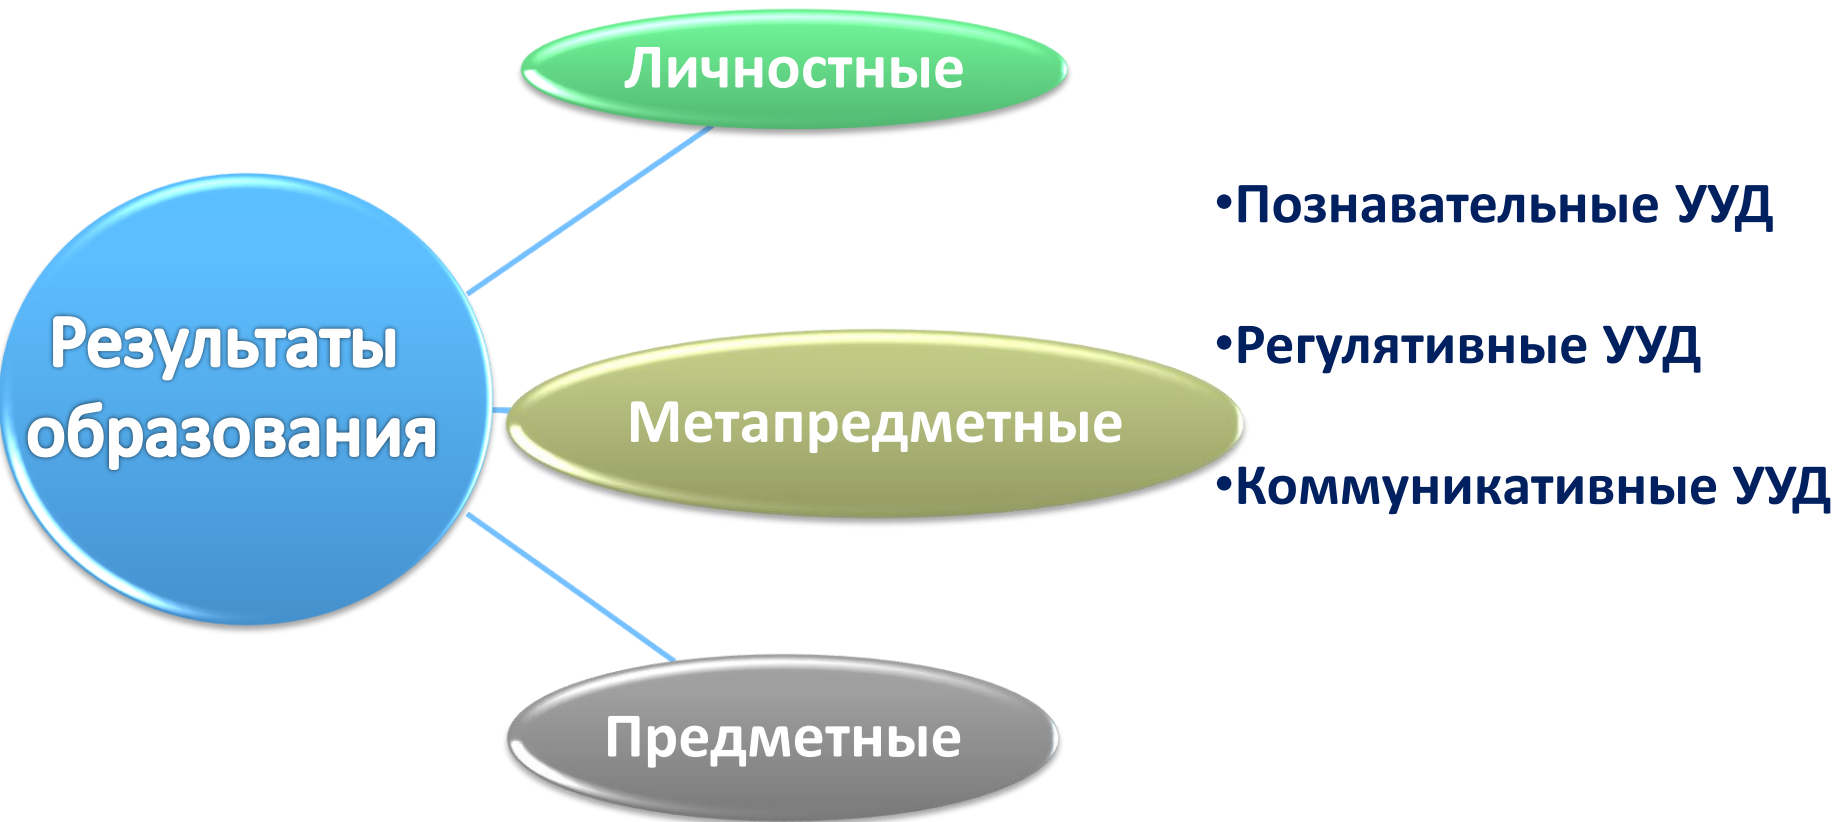 Личностные
Результаты
образования
Метапредметные
•Познавательные УУД
•Регулятивные УУД
•Коммуникативные УУД
Предметные